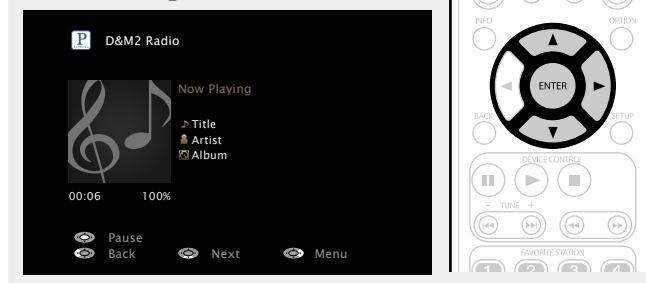 P
D&M2 Radio
Now Playing
Title
Artist
Album
00:06 100%
Pause
Back Next Menu
INFO OPTION
ENTER
BACK SETUP
DEVICE CONTROL
- TUNE +
FAVORITE STATION
1 2 3 4